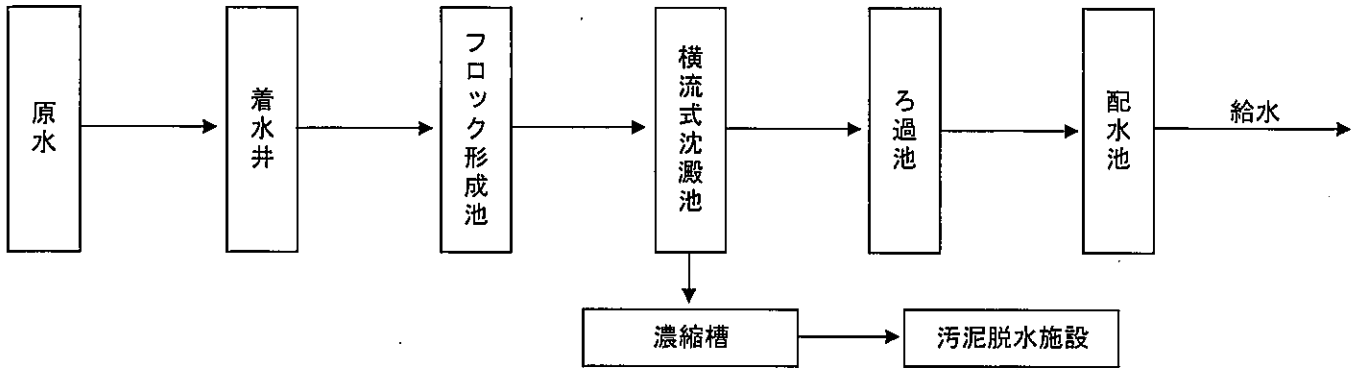 原水
着水井
フロック形成池
横流式沈澱池
ろ過池
配水池
給水
濃縮槽
汚泥脱水施設